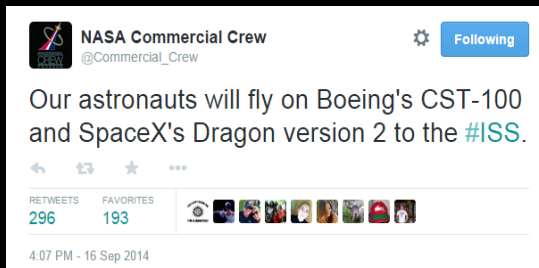 NASA Commercial Crew
@Commercial_Crew
Following
Our astronauts will fly on Boeing's CST-100
and SpaceX's Dragon version 2 to the #ISS.
RETWEETS FAVORITES
296 193
4:07 PM - 16 Sep 2014